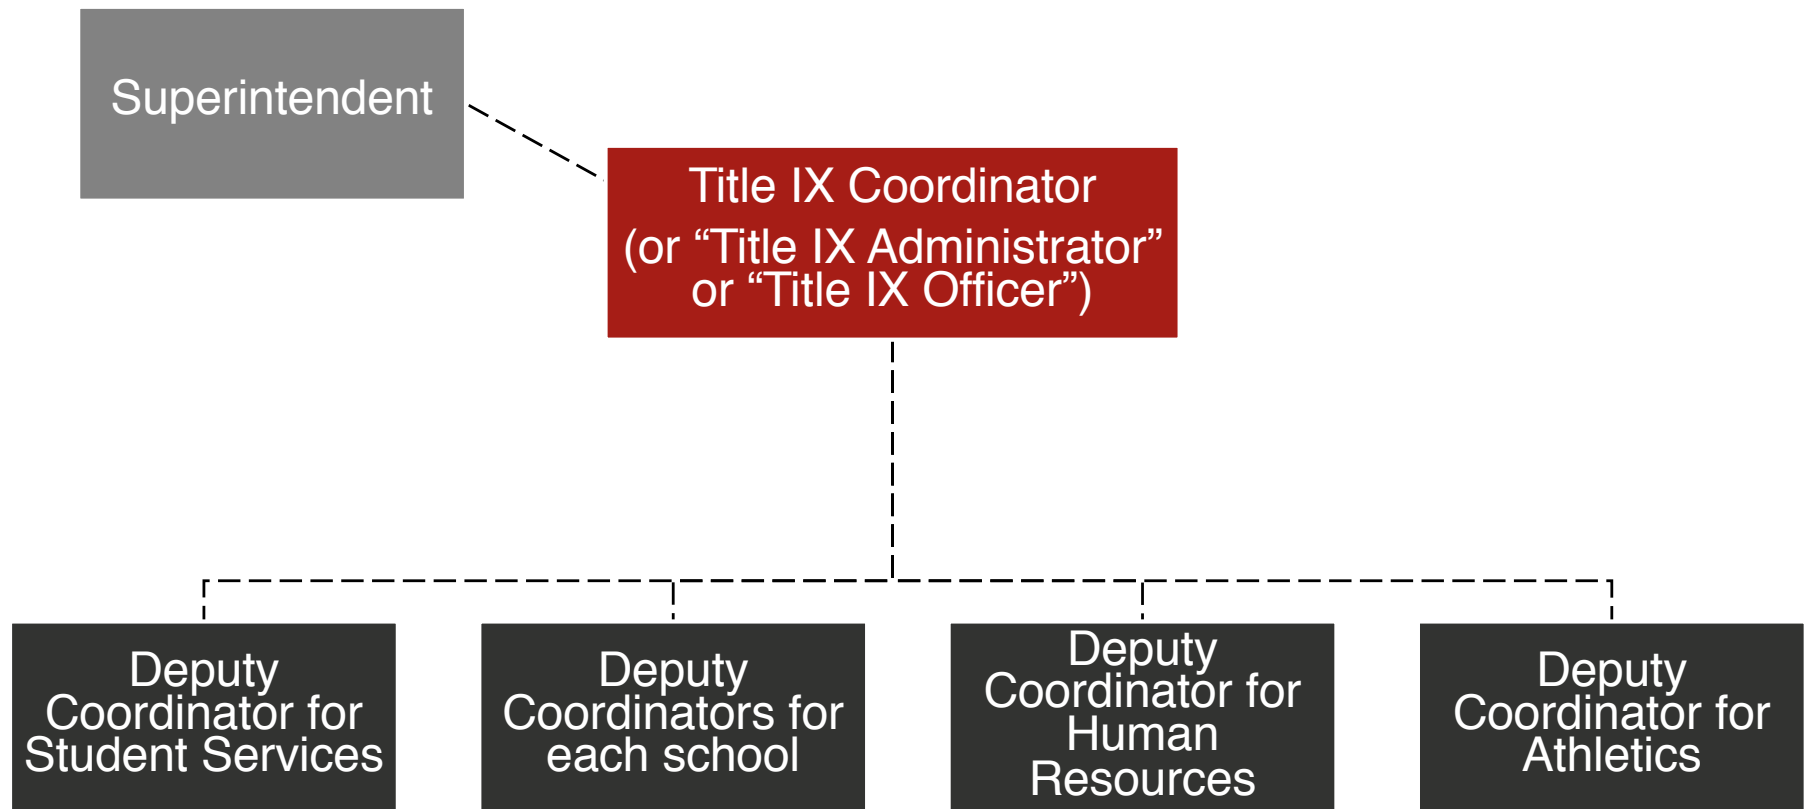 Superintendent
Title IX Coordinator
(or “Title IX Administrator”
or “Title IX Officer”)
Deputy
Coordinator for
Student Services
Deputy
Coordinators for
each school
Deputy
Coordinator for
Human
Resources
Deputy
Coordinator for
Athletics